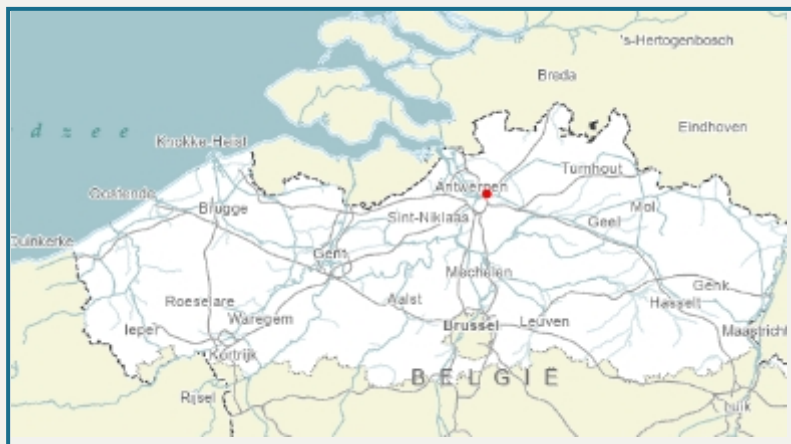 's-Hertogenbosch
Breda
d z e e
Eindhoven
Knokke-Heist
Turnhout
Antwerpen
Oostende
Mol
Brugge
Sint-Niklaas
Geel
Duinkerke
Gent
Mechelen
Genk
Aalst
Roeselare
Hasselt
Waregem
Ieper
Brussel
Leuven
Maastricht
Kortrijk
BELGIË
Rijsel
Luik